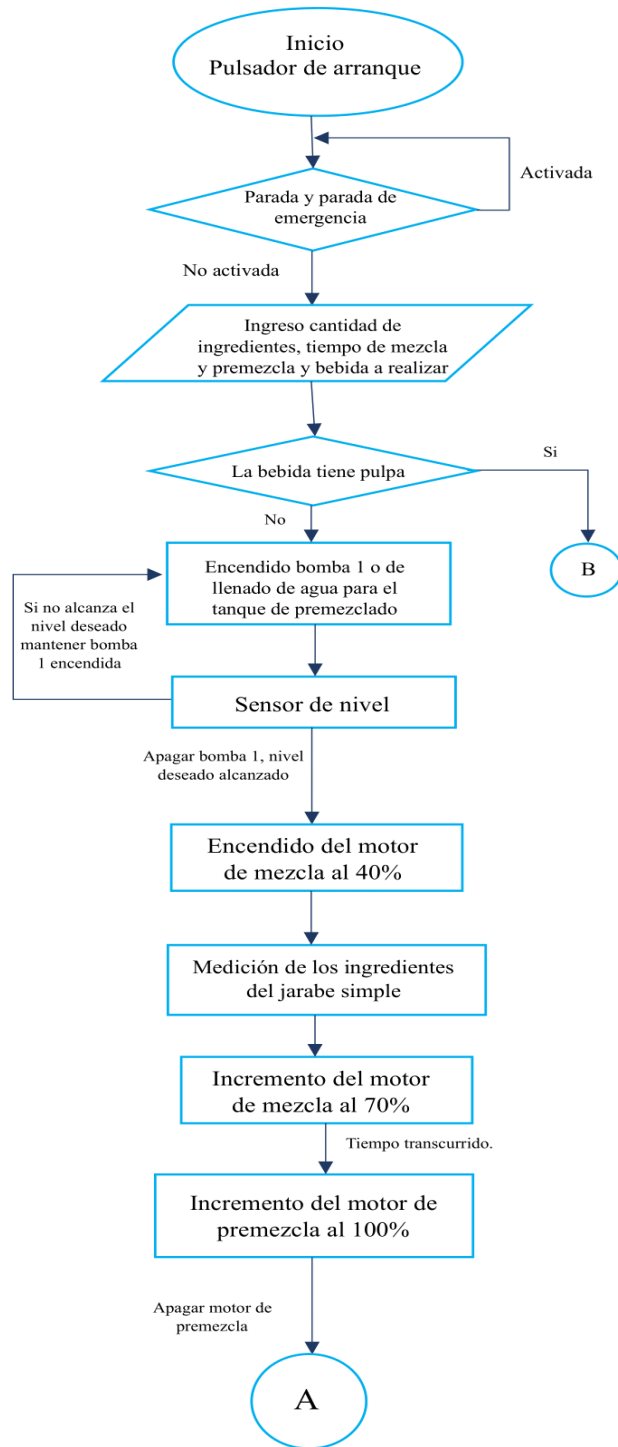 Inicio
Pulsador de arranque
Activada
Parada y parada de
emergencia
No activada
Ingreso cantidad de
ingredientes, tiempo de mezcla
y premezcla y bebida a realizar
Si
La bebida tiene pulpa
No
Encendido bomba 1 o de
llenado de agua para el
tanque de premezclado
B
Si no alcanza el
nivel deseado
mantener bomba
1 encendida
Sensor de nivel
Apagar bomba 1, nivel
deseado alcanzado
Encendido del motor
de mezcla al 40%
Medición de los ingredientes
del jarabe simple
Incremento del motor
de mezcla al 70%
Tiempo transcurrido.
Incremento del motor de
premezcla al 100%
Apagar motor de
premezcla
A